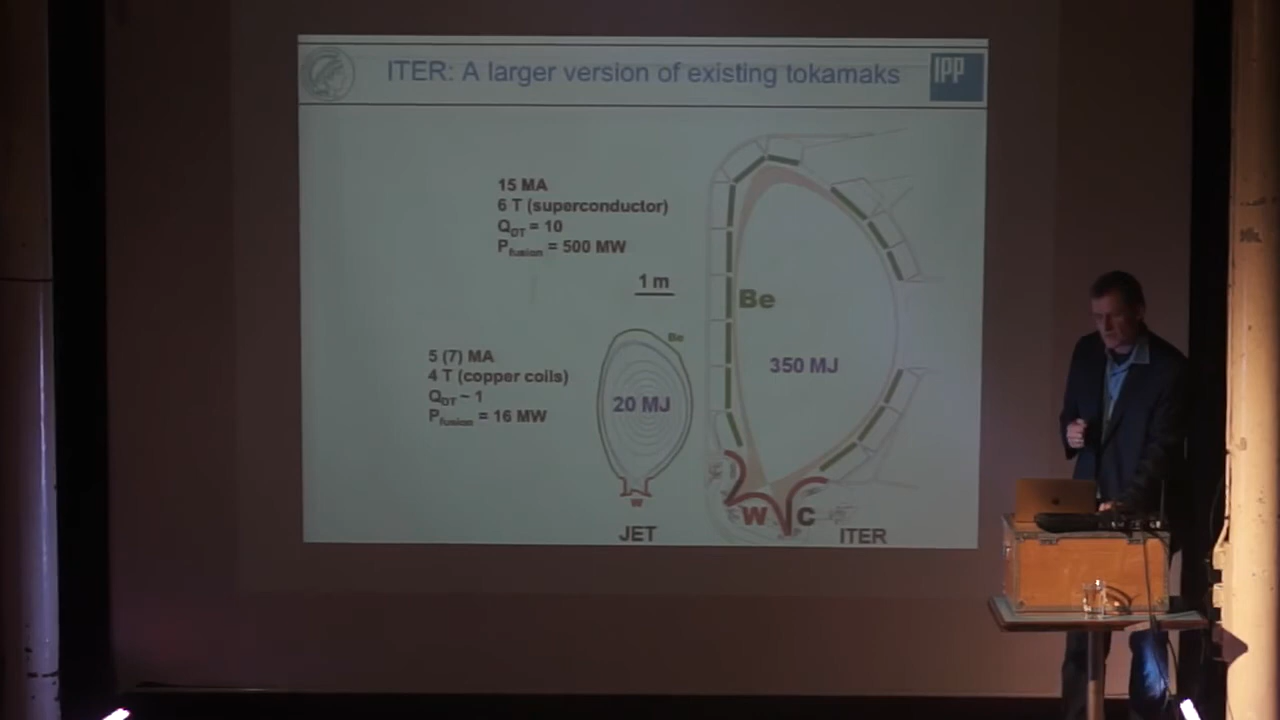 ITER: A larger version of existing tokamaks
IPP
15 MA
6 T (superconductor)
Q_DT = 10
P_fusion = 500 MW
1 m
Be
350 MJ
5 (7) MA
4 T (copper coils)
Q_DT ~ 1
P_fusion = 16 MW
Be
20 MJ
W
W C
JET
ITER